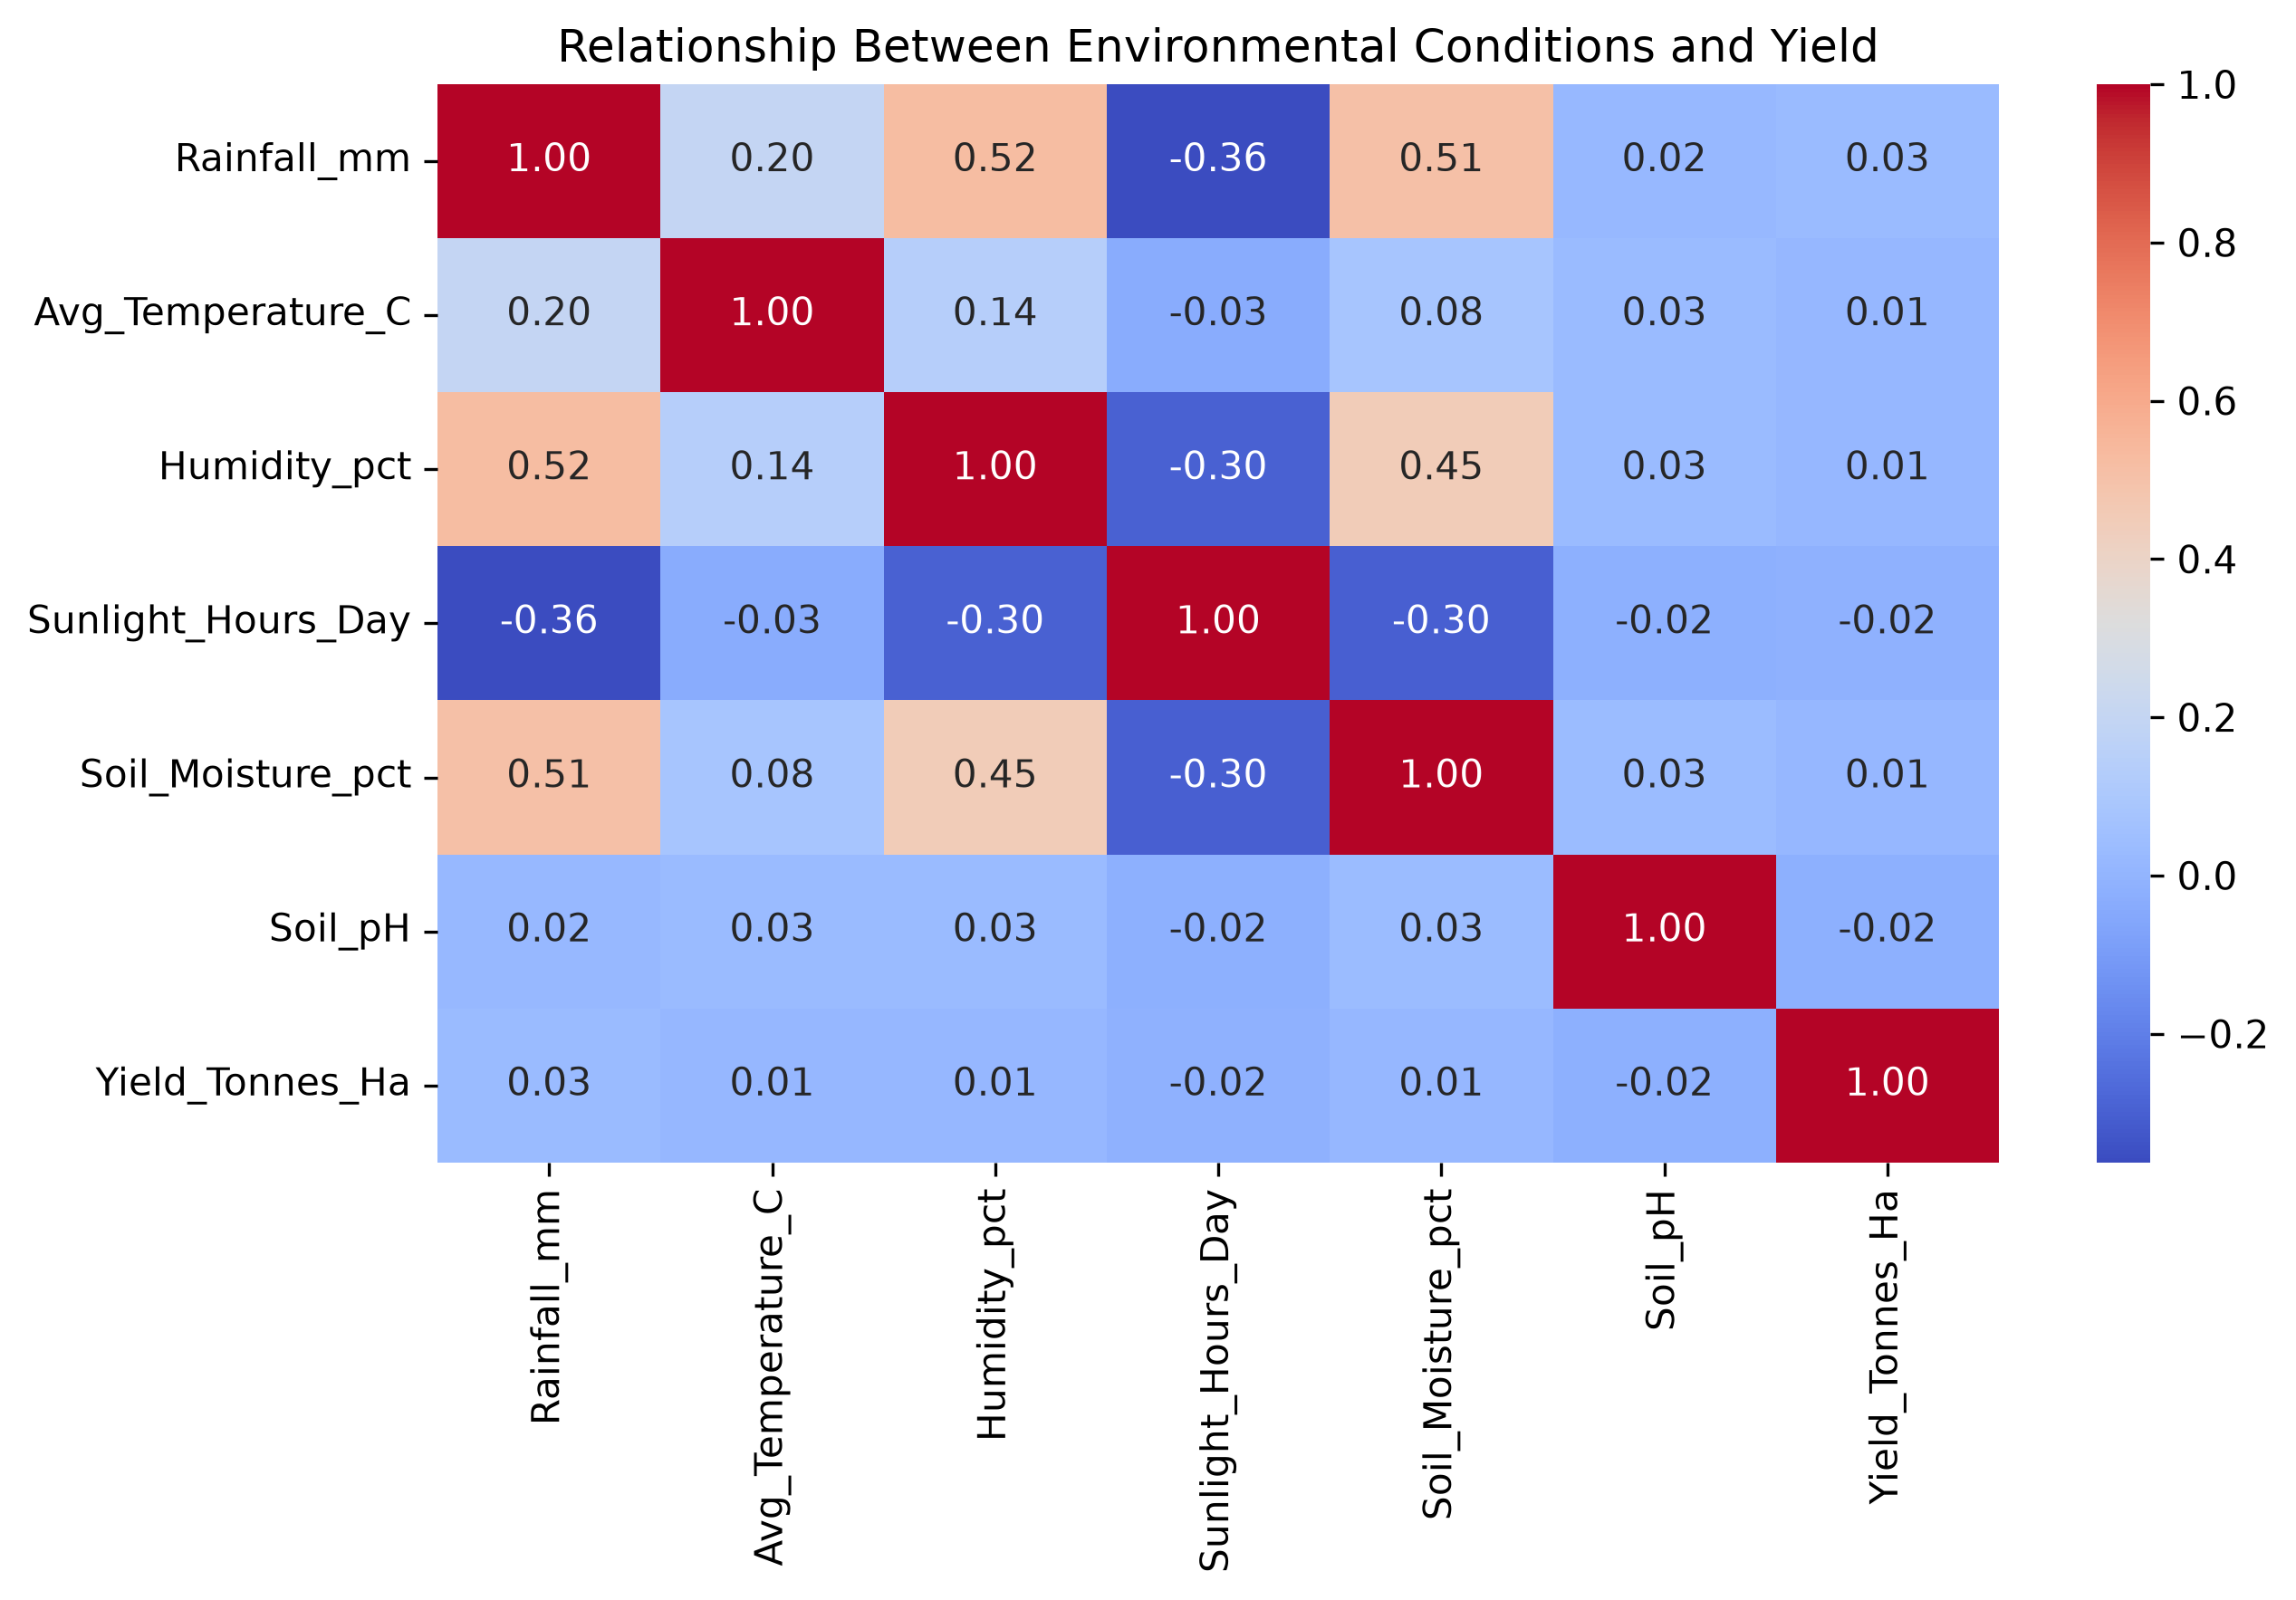 Relationship Between Environmental Conditions and Yield
Rainfall_mm 1.00 0.20 0.52 -0.36 0.51 0.02 0.03
Avg_Temperature_C 0.20 1.00 0.14 -0.03 0.08 0.03 0.01
Humidity_pct 0.52 0.14 1.00 -0.30 0.45 0.03 0.01
Sunlight_Hours_Day -0.36 -0.03 -0.30 1.00 -0.30 -0.02 -0.02
Soil_Moisture_pct 0.51 0.08 0.45 -0.30 1.00 0.03 0.01
Soil_pH 0.02 0.03 0.03 -0.02 0.03 1.00 -0.02
Yield_Tonnes_Ha 0.03 0.01 0.01 -0.02 0.01 -0.02 1.00
Rainfall_mm
Avg_Temperature_C
Humidity_pct
Sunlight_Hours_Day
Soil_Moisture_pct
Soil_pH
Yield_Tonnes_Ha
1.0
0.8
0.6
0.4
0.2
0.0
−0.2